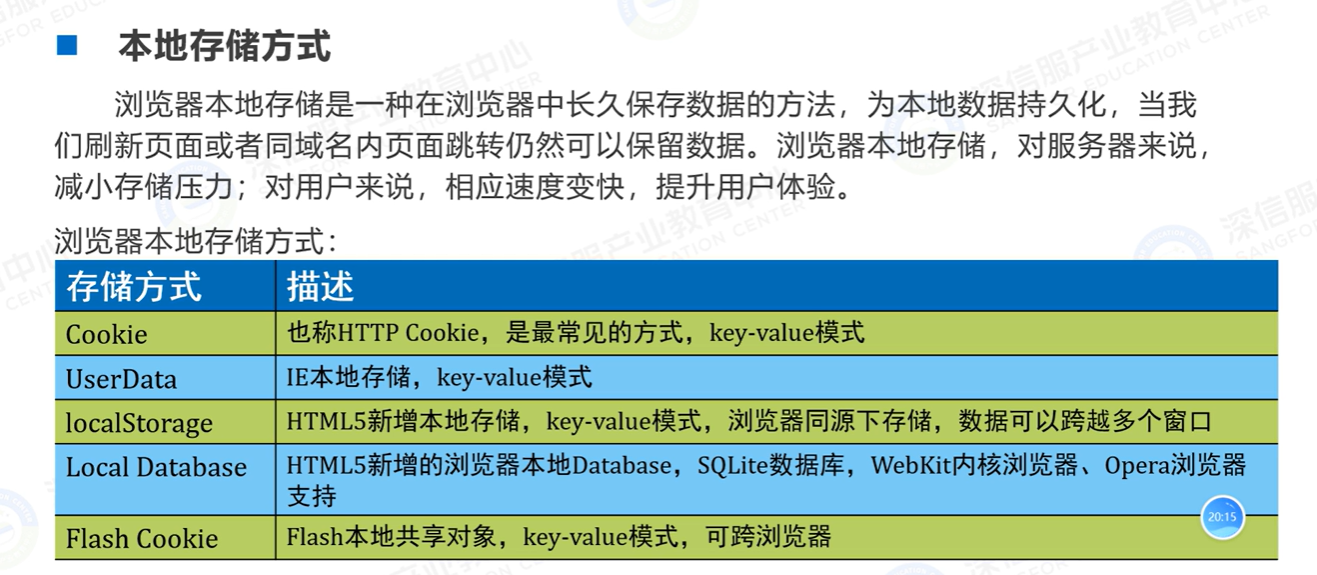 本地存储方式
浏览器本地存储是一种在浏览器中长久保存数据的方法，为本地数据持久化，当我
们刷新页面或者同域名内页面跳转仍然可以保留数据。浏览器本地存储，对服务器来说，
减小存储压力；对用户来说，相应速度变快，提升用户体验。
浏览器本地存储方式：
存储方式 描述
Cookie 也称HTTP Cookie，是最常见的方式，key-value模式
UserData IE本地存储，key-value模式
localStorage HTML5新增本地存储，key-value模式，浏览器同源下存储，数据可以跨越多个窗口
Local Database HTML5新增的浏览器本地Database，SQLite数据库，WebKit内核浏览器、Opera浏览器
支持
20:15
Flash Cookie Flash本地共享对象，key-value模式，可跨浏览器
深信服产业教育中心
SANGFOR EDUCATION CENTER